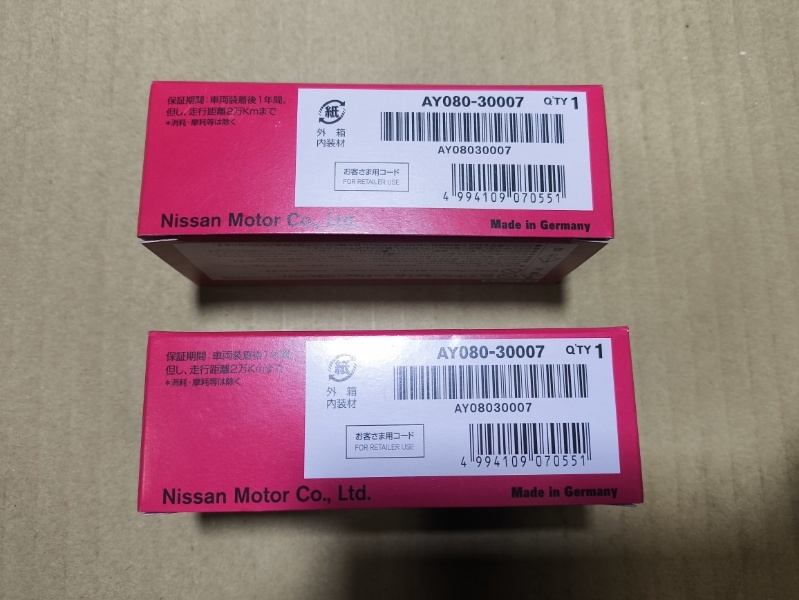 保証期間：車両装着後1年間。
但し、走行距離2万Kmまで
*消耗・摩耗等は除く
紙
外 箱
内装材
AY080-30007 Q'TY 1
AY08030007
お客さま用コード
FOR RETAILER USE
4 994109 070551
Nissan Motor Co., Ltd.
Made in Germany
保証期間：車両装着後1年間。
但し、走行距離2万Kmまで
*消耗・摩耗等は除く
紙
外 箱
内装材
AY080-30007 Q'TY 1
AY08030007
お客さま用コード
FOR RETAILER USE
4 994109 070551
Nissan Motor Co., Ltd.
Made in Germany